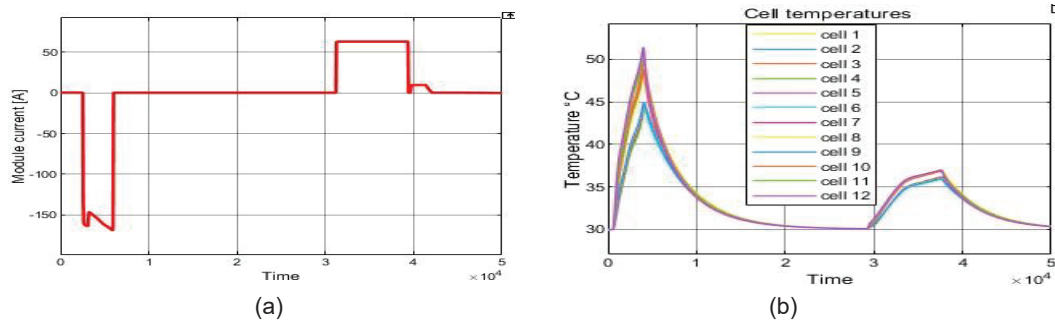 Module current [A]
50
0
-50
-100
-150
0
1
2
3
4
5
Time
×10⁴
(a)
Cell temperatures
Temperature °C
50
45
40
35
30
cell 1
cell 2
cell 3
cell 4
cell 5
cell 6
cell 7
cell 8
cell 9
cell 10
cell 11
cell 12
0
1
2
3
4
5
Time
×10⁴
(b)